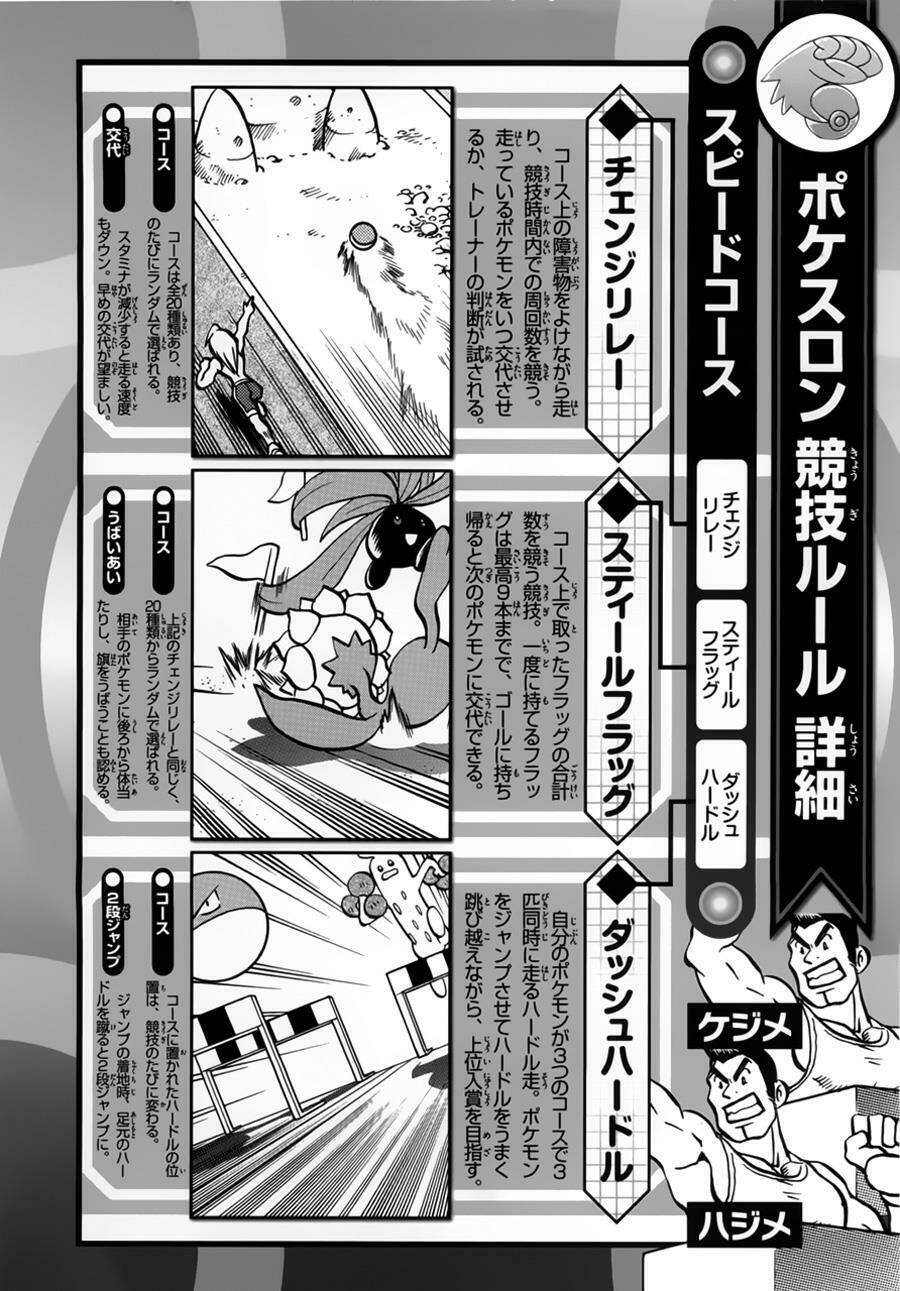 ポケスロン 競技ルール 詳細
スピードコース
チェンジ
リレー
スティール
フラッグ
ダッシュ
ハードル
ケジメ
ハジメ
チェンジリレー
コース上の障害物をよけながら走
り、競技時間内での周回数を競う。
走っているポケモンをいつ交代させ
るか、トレーナーの判断が試される。
コース
コースは全20種類あり、競技
のたびにランダムで選ばれる。
交代
スタミナが減少すると走る速度
もダウン。早めの交代が望ましい。
スティールフラッグ
コース上で取ったフラッグの合計
数を競う競技。一度に持てるフラッ
グは最高9本までで、ゴールに持ち
帰ると次のポケモンに交代できる。
コース
上記のチェンジリレーと同じく、
20種類からランダムで選ばれる。
うばいあい
相手のポケモンに後ろから体当
たりし、旗をうばうことも認める。
ダッシュハードル
自分のポケモンが3つのコースで3
匹同時に走るハードル走。ポケモン
をジャンプさせてハードルをうまく
跳び越えながら、上位入賞を目指す。
コース
コースに置かれたハードルの位
置は、競技のたびに変わる。
2段ジャンプ
ジャンプの着地時、足元のハー
ドルを蹴ると2段ジャンプに。